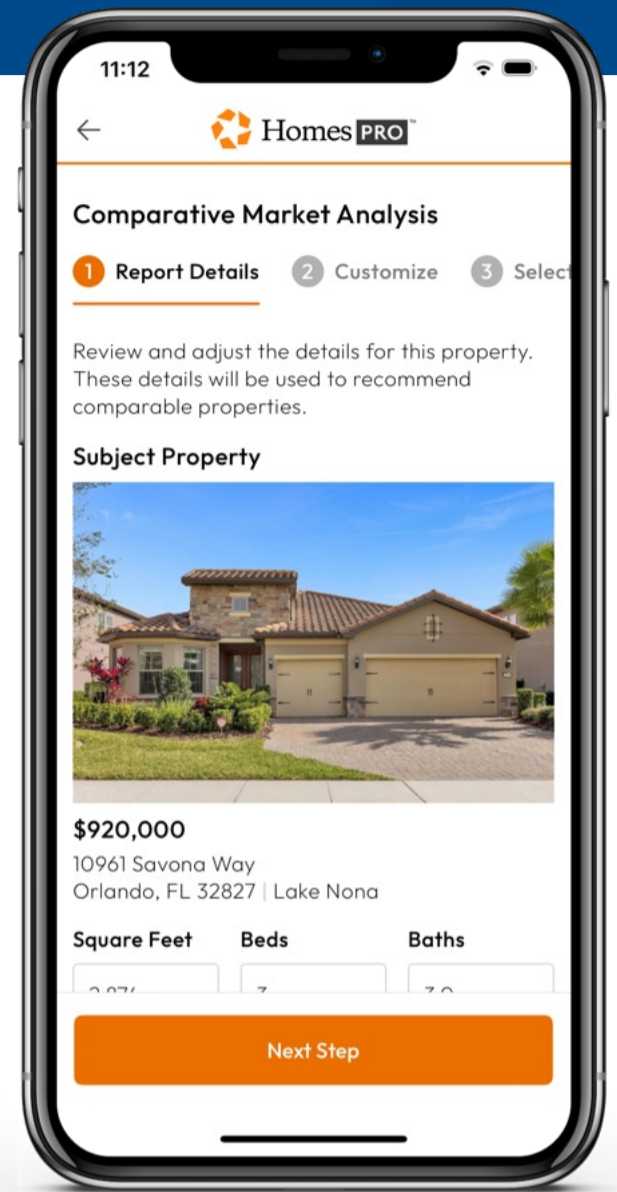 11:12
Homes PRO™
Comparative Market Analysis
1 Report Details 2 Customize 3 Select
Review and adjust the details for this property.
These details will be used to recommend
comparable properties.
Subject Property
$920,000
10961 Savona Way
Orlando, FL 32827 | Lake Nona
Square Feet Beds Baths
Next Step